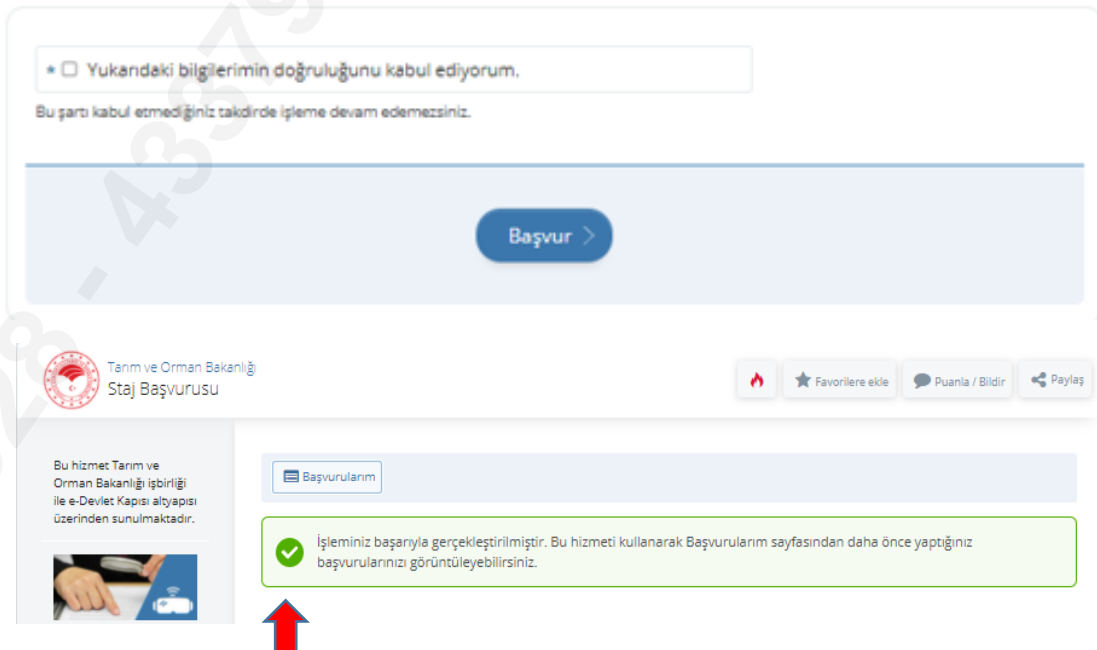 * Yukarıdaki bilgilerimin doğruluğunu kabul ediyorum.
Bu şartı kabul etmediğiniz takdirde işleme devam edemezsiniz.
Başvur
Tarım ve Orman Bakanlığı
Staj Başvurusu
Favorilere ekle
Puanla / Bildir
Paylaş
Bu hizmet Tarım ve
Orman Bakanlığı işbirliği
ile e-Devlet Kapısı altyapısı
üzerinden sunulmaktadır.
Başvurularım
İşleminiz başarıyla gerçekleştirilmiştir. Bu hizmeti kullanarak Başvurularım sayfasından daha önce yaptığınız
başvurularınızı görüntüleyebilirsiniz.